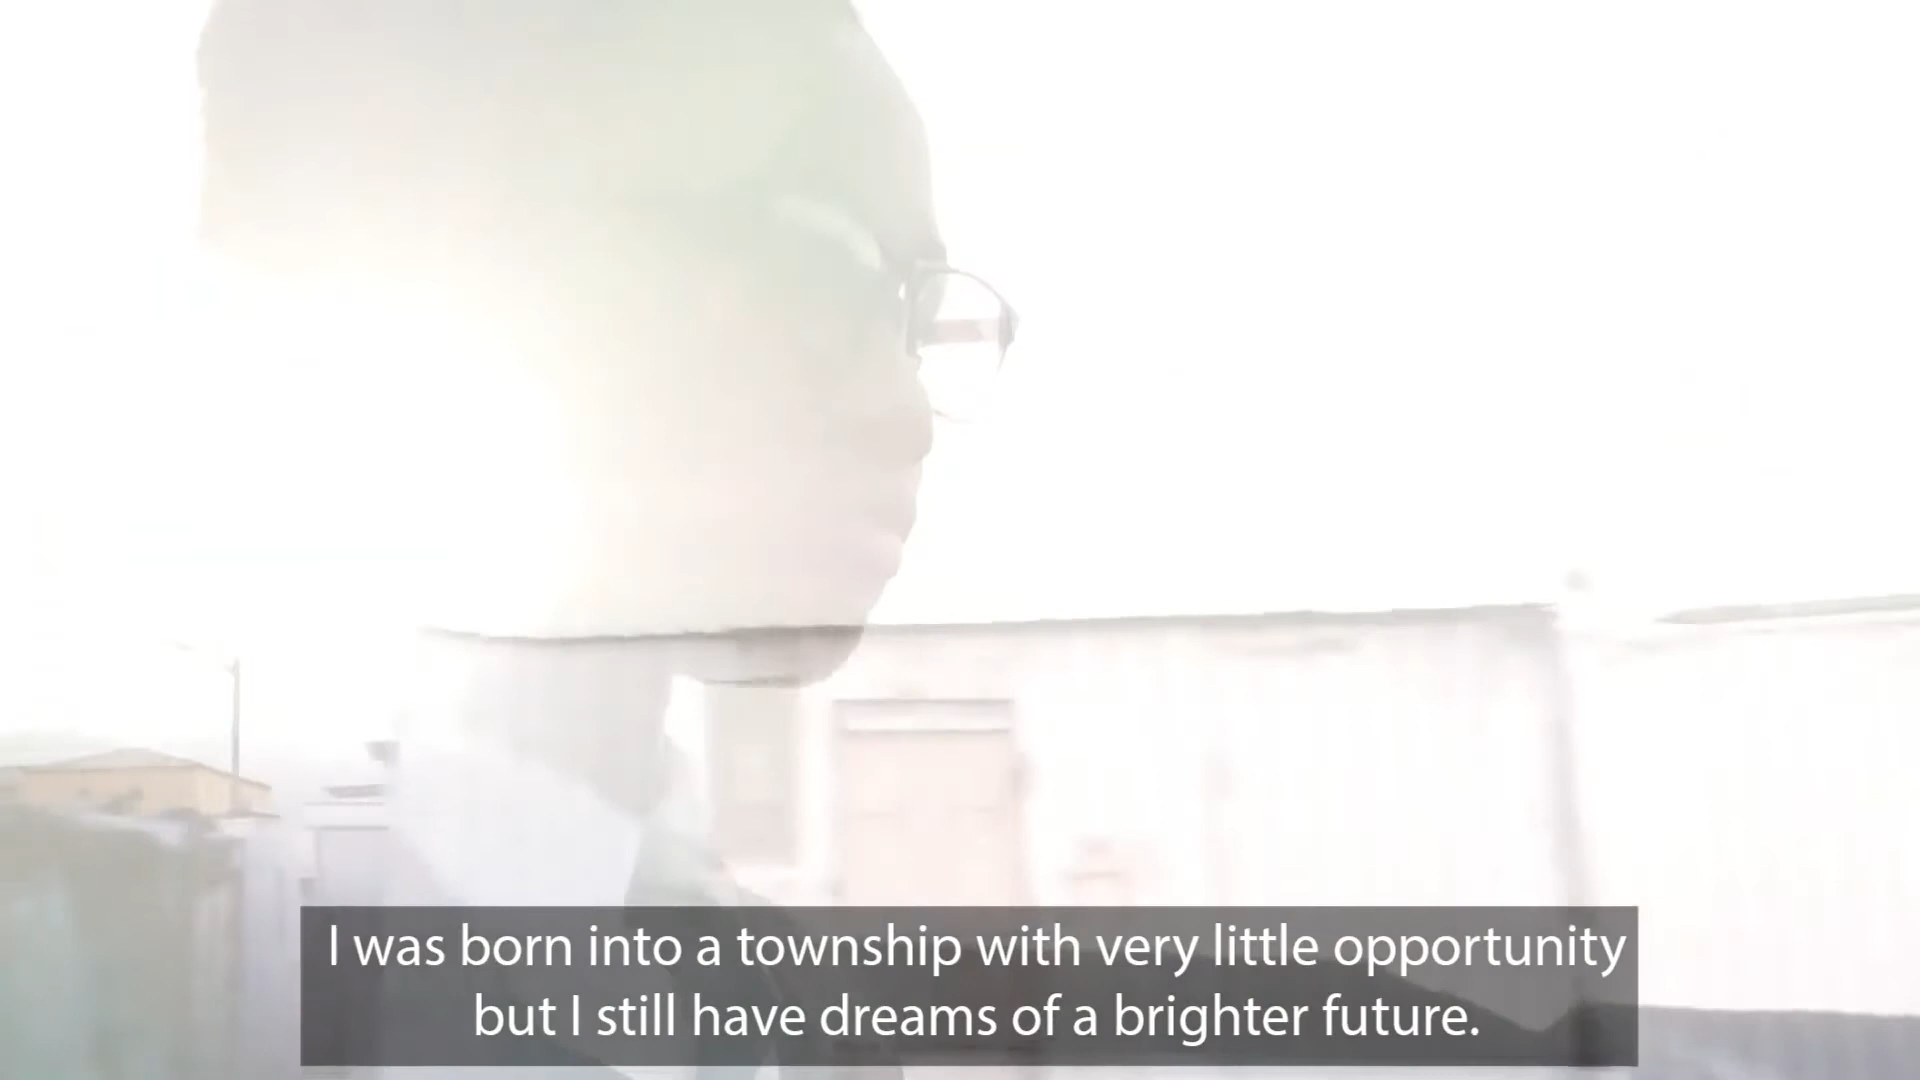 I was born into a township with very little opportunity
but I still have dreams of a brighter future.